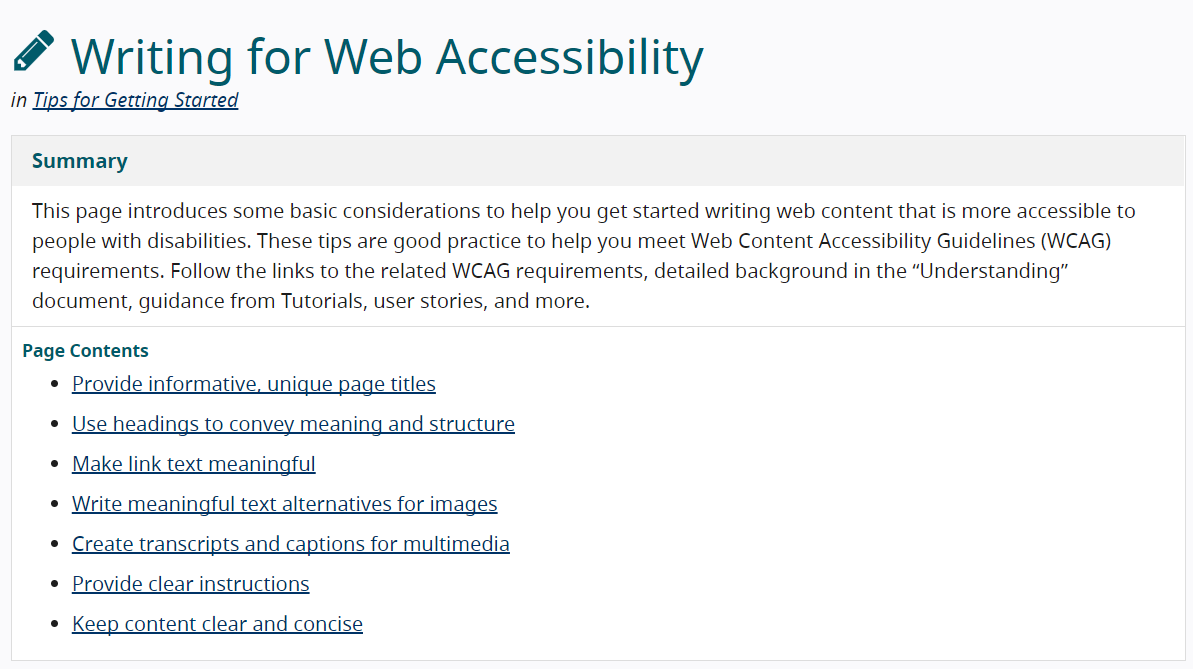 Writing for Web Accessibility
in Tips for Getting Started
Summary
This page introduces some basic considerations to help you get started writing web content that is more accessible to
people with disabilities. These tips are good practice to help you meet Web Content Accessibility Guidelines (WCAG)
requirements. Follow the links to the related WCAG requirements, detailed background in the “Understanding”
document, guidance from Tutorials, user stories, and more.
Page Contents
Provide informative, unique page titles
Use headings to convey meaning and structure
Make link text meaningful
Write meaningful text alternatives for images
Create transcripts and captions for multimedia
Provide clear instructions
Keep content clear and concise